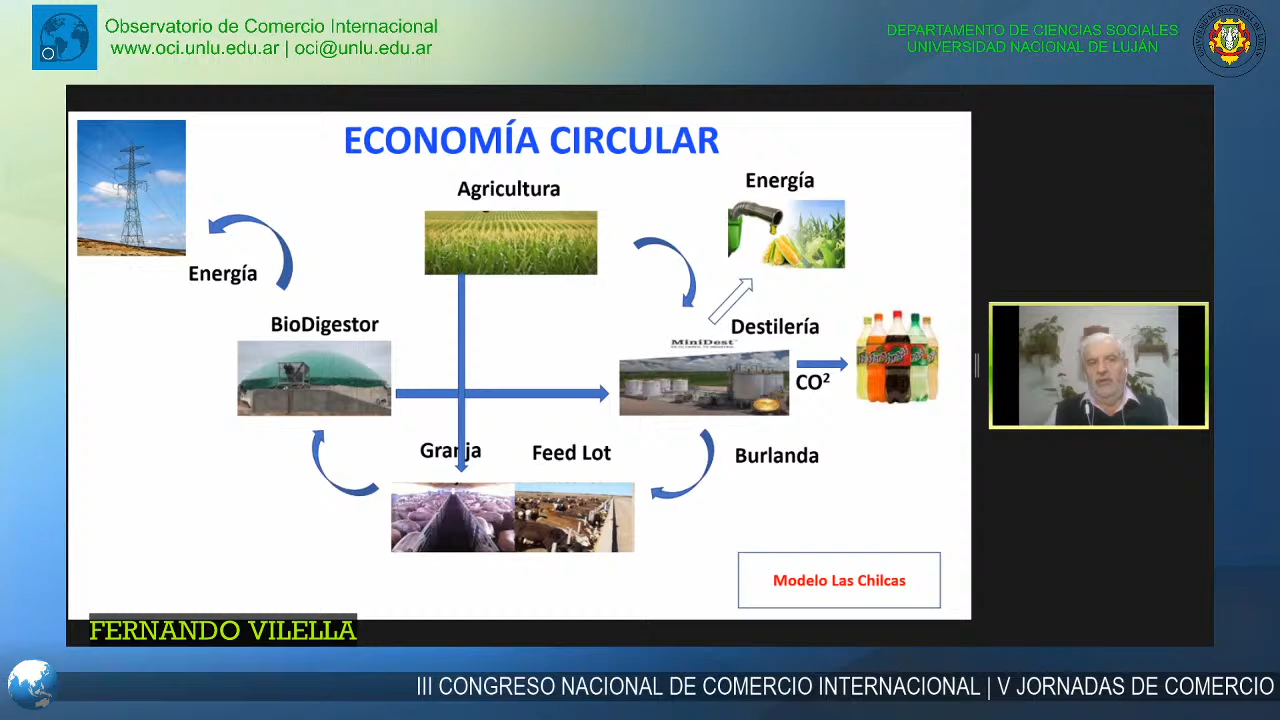 Observatorio de Comercio Internacional
www.oci.unlu.edu.ar | oci@unlu.edu.ar
DEPARTAMENTO DE CIENCIAS SOCIALES
UNIVERSIDAD NACIONAL DE LUJÁN
ECONOMÍA CIRCULAR
Agricultura
Energía
Energía
BioDigestor
Destilería
MiniDest
CO²
Granja
Feed Lot
Burlanda
Modelo Las Chilcas
FERNANDO VILELLA
III CONGRESO NACIONAL DE COMERCIO INTERNACIONAL | V JORNADAS DE COMERCIO